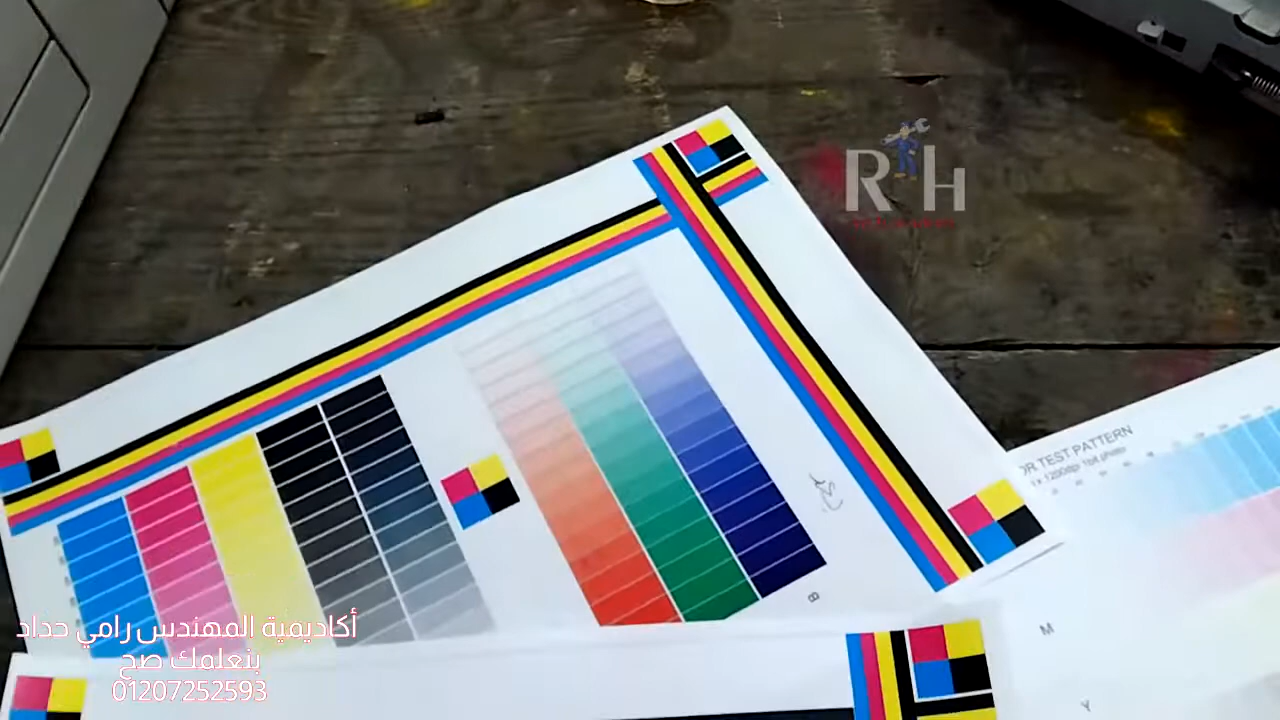 R H
OR TEST PATTERN
B
M
Y
أكاديمية المهندس رامي حداد
بنعلمك صح
01207252593